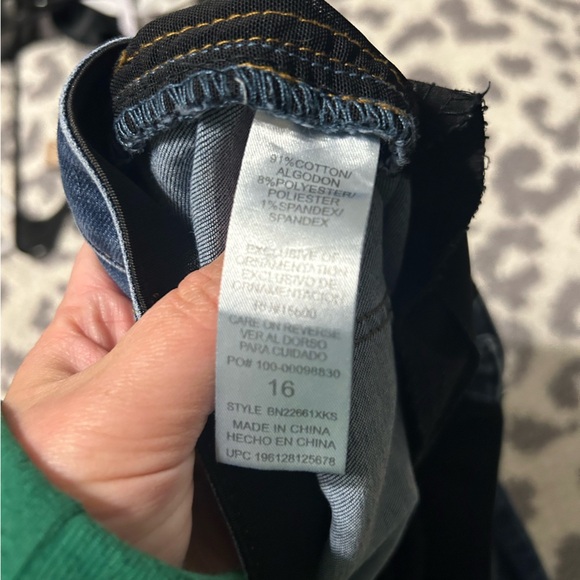 91%COTTON/
ALGODON
8%POLYESTER/
POLIESTER
1%SPANDEX/
SPANDEX
EXCLUSIVE OF
ORNAMENTATION
EXCLUSIVO DE
ORNAMENTACION
RN#15600
CARE ON REVERSE
VER AL DORSO
PARA CUIDADO
PO# 100-00098830
16
STYLE BN22661XKS
MADE IN CHINA
HECHO EN CHINA
UPC 196128125678